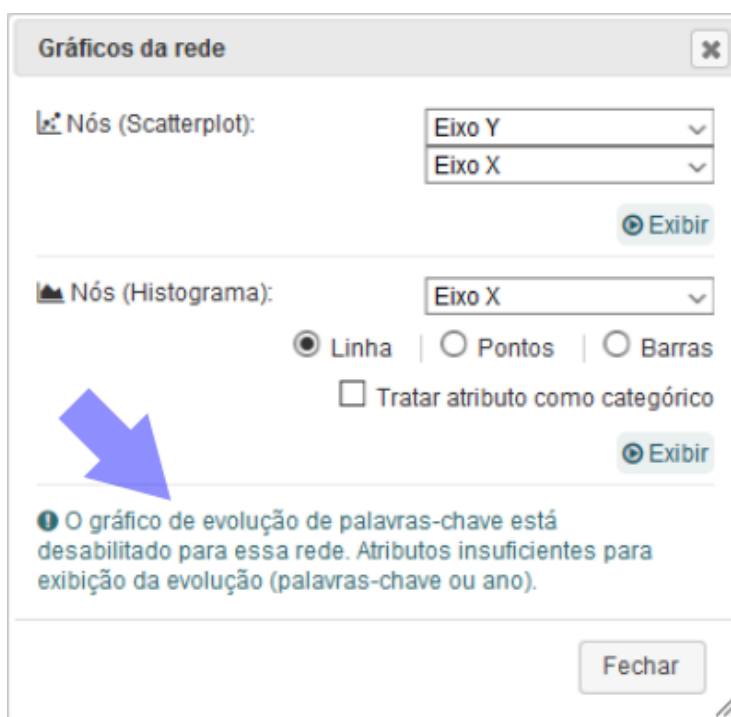 Gráficos da rede
Nós (Scatterplot):
Eixo Y
Eixo X
Exibir
Nós (Histograma):
Eixo X
Linha
Pontos
Barras
Tratar atributo como categórico
Exibir
O gráfico de evolução de palavras-chave está
desabilitado para essa rede. Atributos insuficientes para
exibição da evolução (palavras-chave ou ano).
Fechar